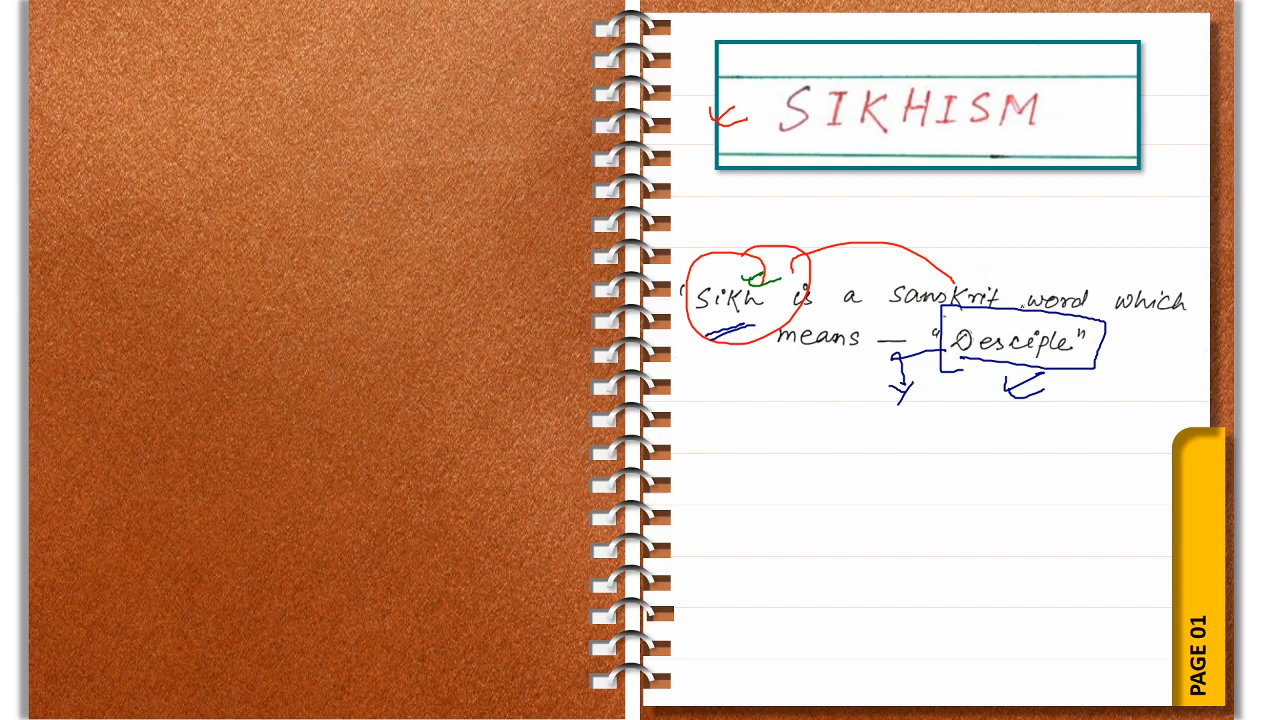 SIKHISM
'Sikh is a sanskrit word which
means — "Desciple"
PAGE 01